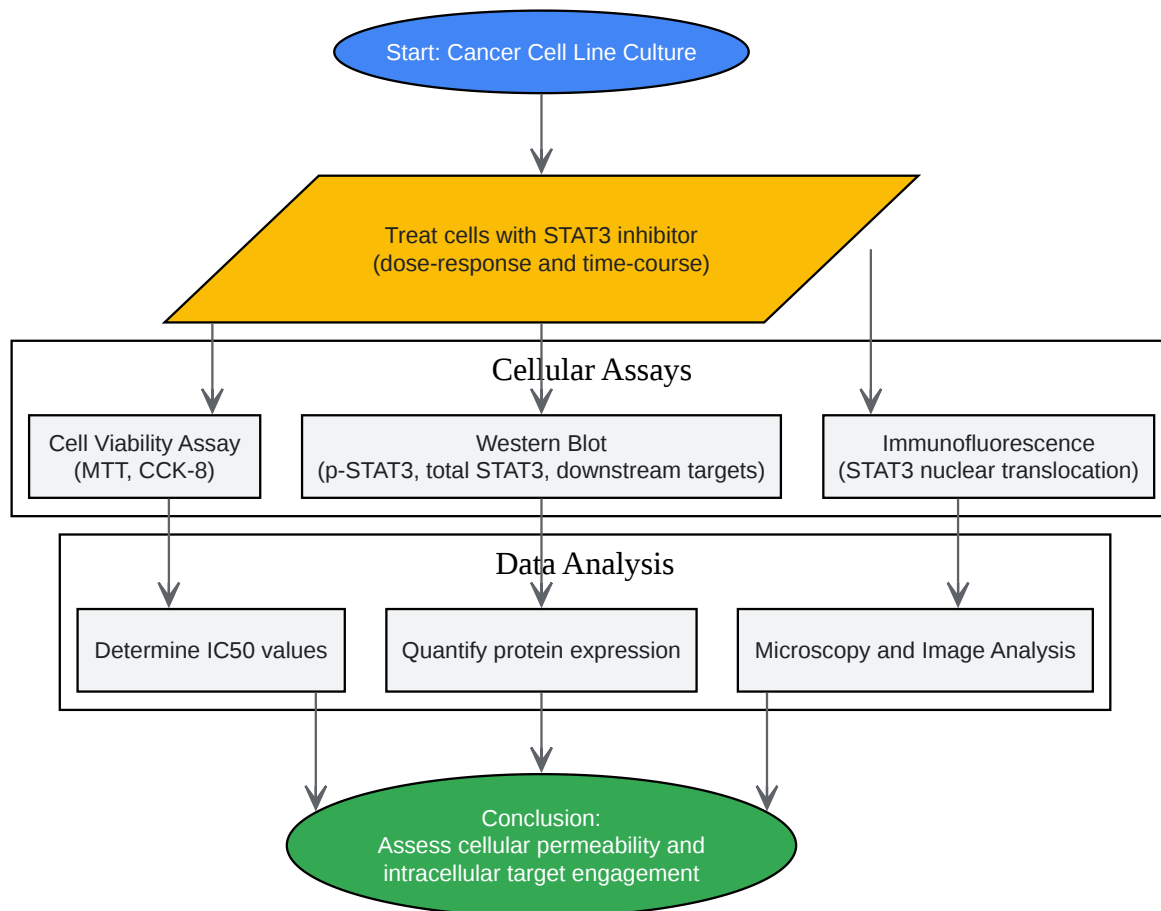 Start: Cancer Cell Line Culture
Treat cells with STAT3 inhibitor
(dose-response and time-course)
Cellular Assays
Cell Viability Assay
(MTT, CCK-8)
Western Blot
(p-STAT3, total STAT3, downstream targets)
Immunofluorescence
(STAT3 nuclear translocation)
Data Analysis
Determine IC50 values
Quantify protein expression
Microscopy and Image Analysis
Conclusion:
Assess cellular permeability and
intracellular target engagement